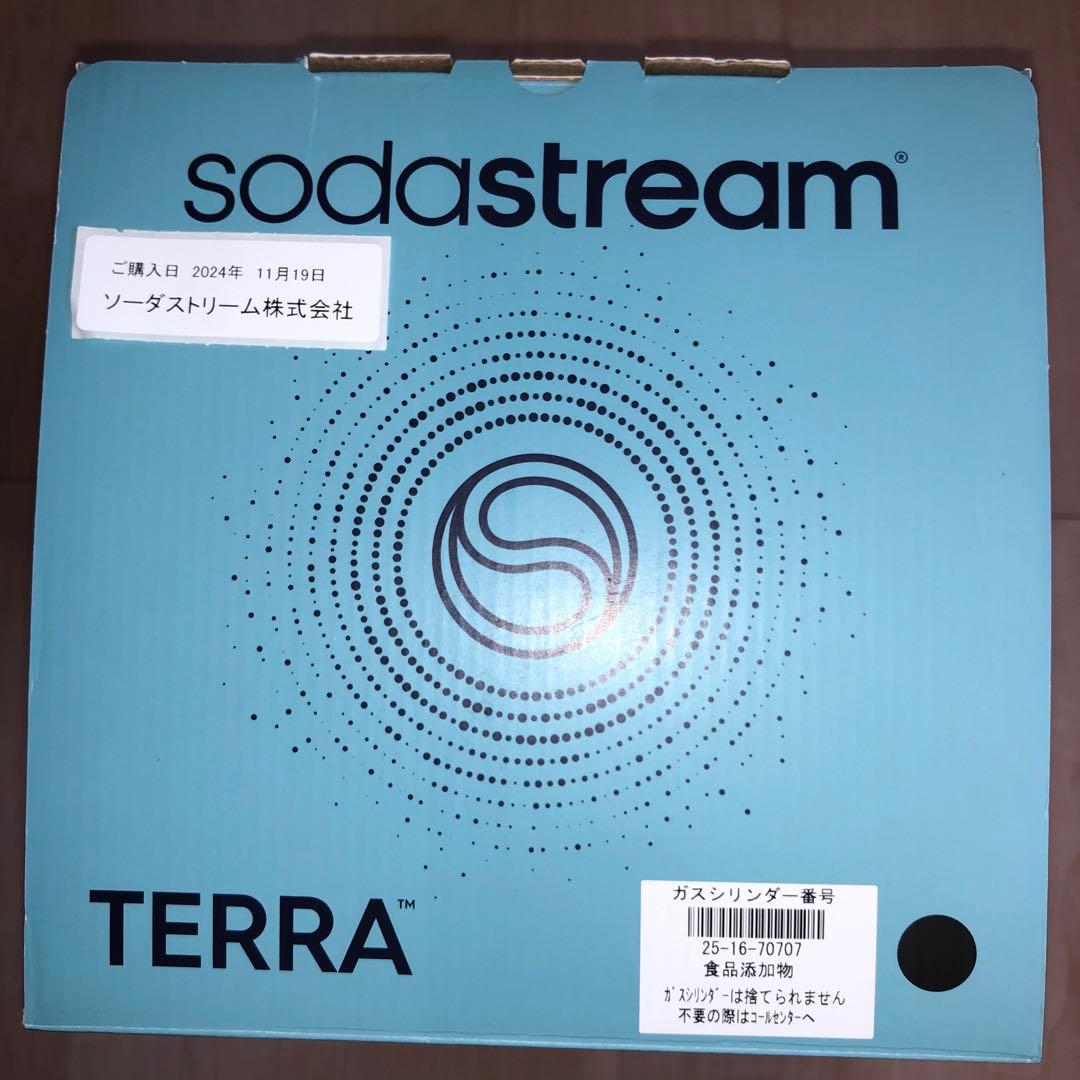 sodastream®
ご購入日 2024年 11月19日
ソーダストリーム株式会社
TERRA™
ガスシリンダー番号
25-16-70707
食品添加物
ｶﾞｽｼﾘﾝﾀﾞｰは捨てられません
不要の際はｺｰﾙｾﾝﾀｰへ